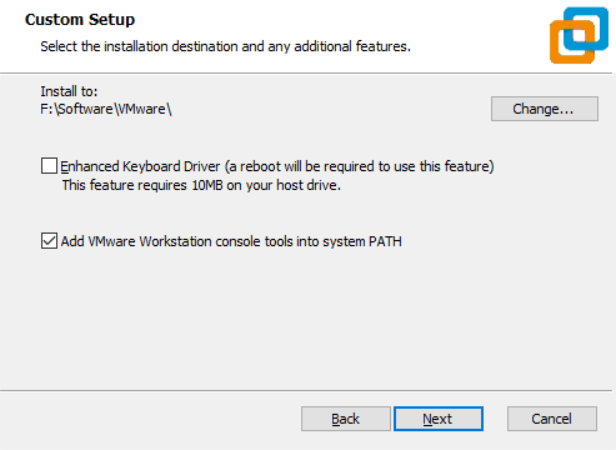 Custom Setup
Select the installation destination and any additional features.
Install to:
F:\Software\VMware\
Change...
Enhanced Keyboard Driver (a reboot will be required to use this feature)
This feature requires 10MB on your host drive.
Add VMware Workstation console tools into system PATH
Back
Next
Cancel